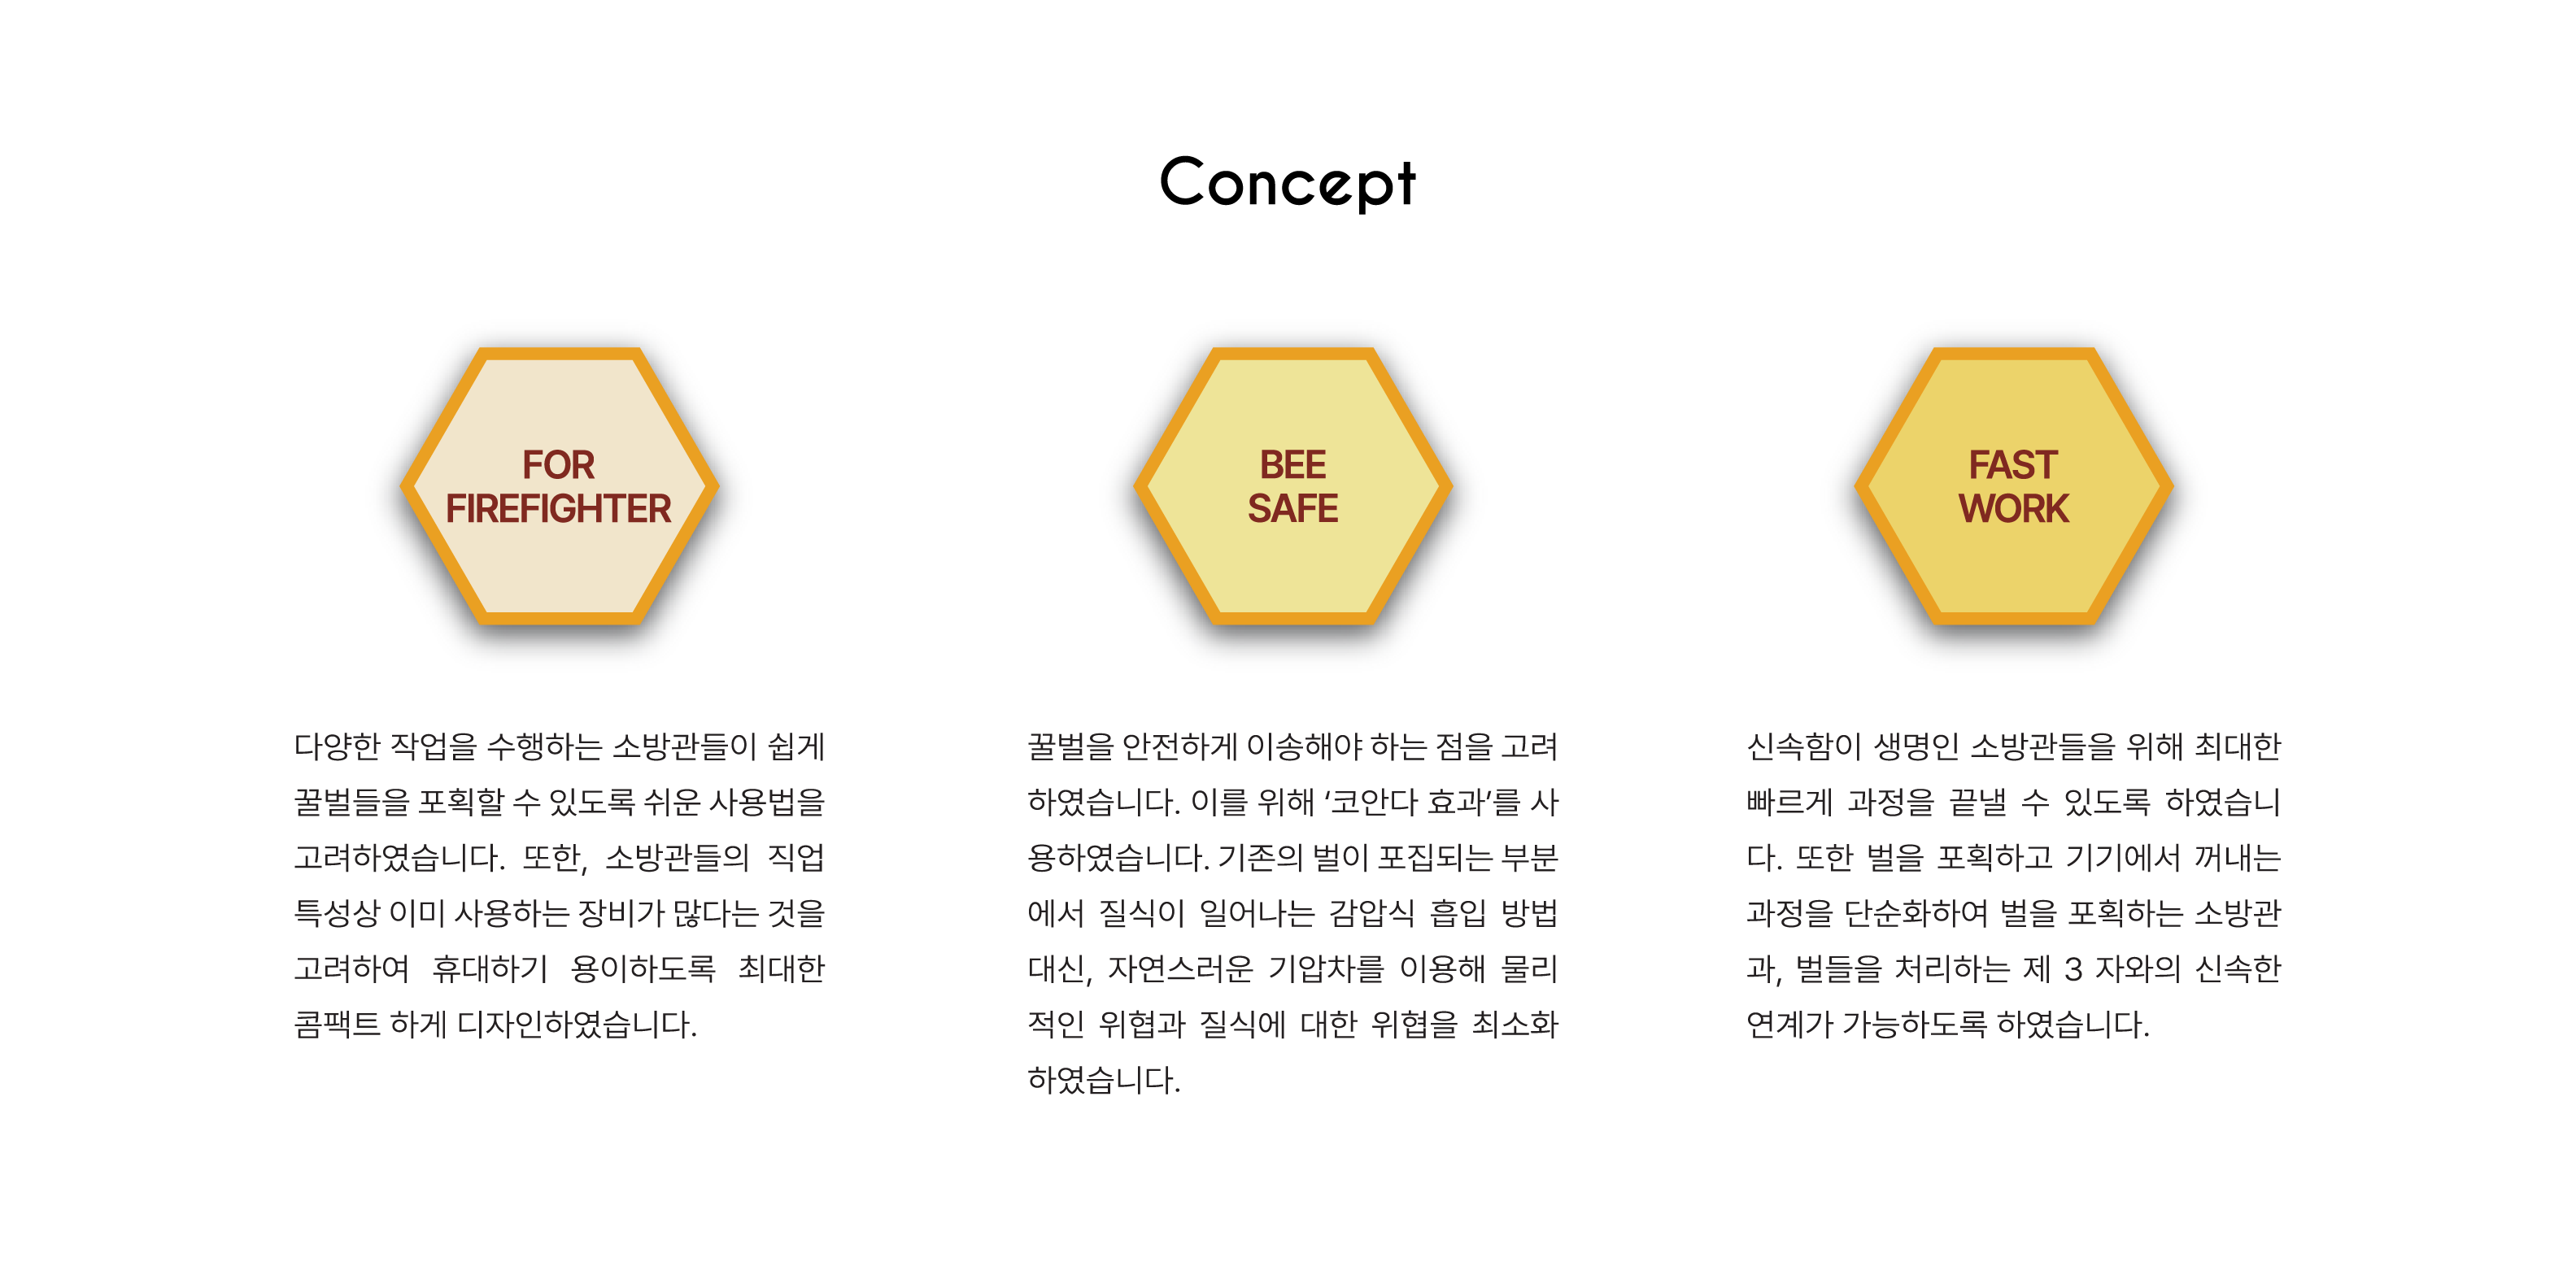 Concept
FOR
FIREFIGHTER
다양한 작업을 수행하는 소방관들이 쉽게
꿀벌들을 포획할 수 있도록 쉬운 사용법을
고려하였습니다. 또한, 소방관들의 직업
특성상 이미 사용하는 장비가 많다는 것을
고려하여 휴대하기 용이하도록 최대한
콤팩트 하게 디자인하였습니다.
BEE
SAFE
꿀벌을 안전하게 이송해야 하는 점을 고려
하였습니다. 이를 위해 ‘코안다 효과’를 사
용하였습니다. 기존의 벌이 포집되는 부분
에서 질식이 일어나는 감압식 흡입 방법
대신, 자연스러운 기압차를 이용해 물리
적인 위협과 질식에 대한 위협을 최소화
하였습니다.
FAST
WORK
신속함이 생명인 소방관들을 위해 최대한
빠르게 과정을 끝낼 수 있도록 하였습니
다. 또한 벌을 포획하고 기기에서 꺼내는
과정을 단순화하여 벌을 포획하는 소방관
과, 벌들을 처리하는 제 3 자와의 신속한
연계가 가능하도록 하였습니다.